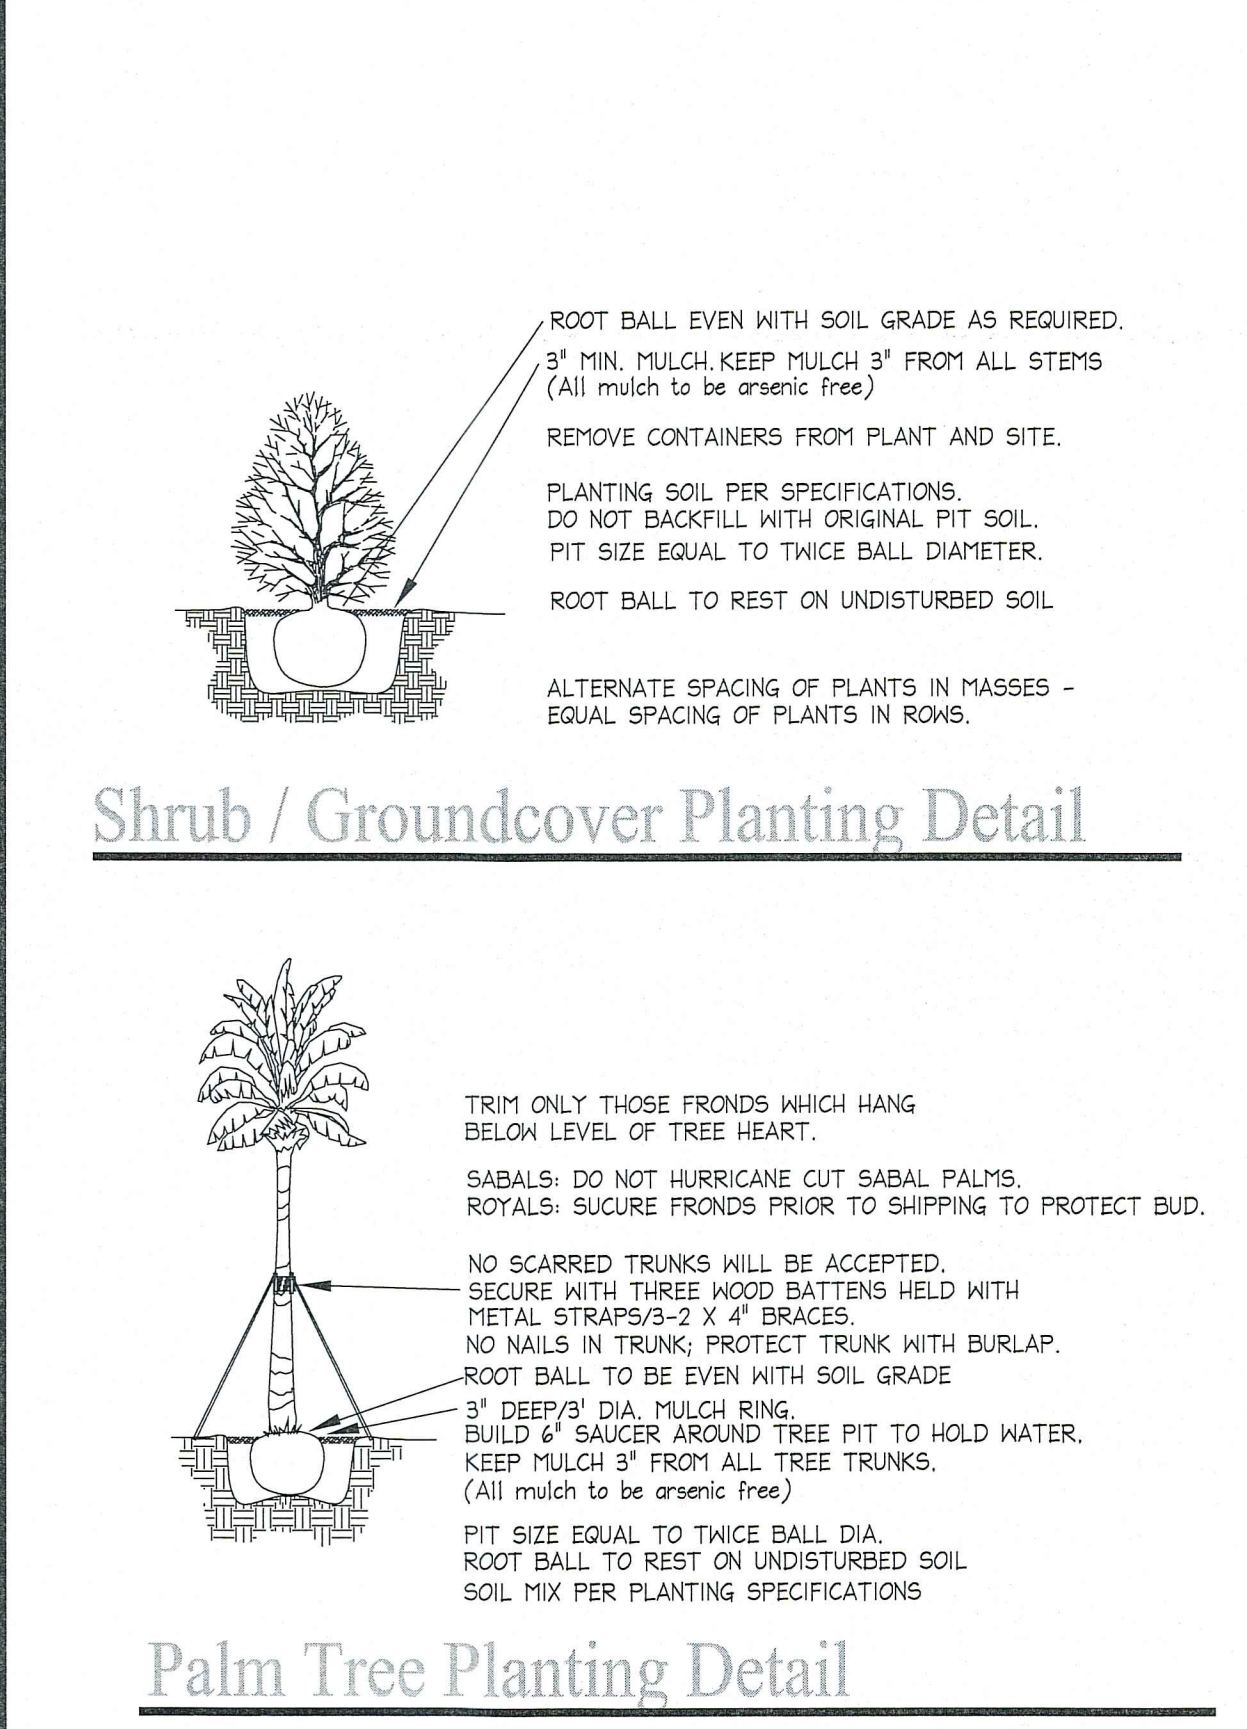 ROOT BALL EVEN WITH SOIL GRADE AS REQUIRED.
3" MIN. MULCH. KEEP MULCH 3" FROM ALL STEMS
(All mulch to be arsenic free)
REMOVE CONTAINERS FROM PLANT AND SITE.
PLANTING SOIL PER SPECIFICATIONS.
DO NOT BACKFILL WITH ORIGINAL PIT SOIL.
PIT SIZE EQUAL TO TWICE BALL DIAMETER.
ROOT BALL TO REST ON UNDISTURBED SOIL
ALTERNATE SPACING OF PLANTS IN MASSES -
EQUAL SPACING OF PLANTS IN ROWS.
Shrub / Groundcover Planting Detail
TRIM ONLY THOSE FRONDS WHICH HANG
BELOW LEVEL OF TREE HEART.
SABALS: DO NOT HURRICANE CUT SABAL PALMS.
ROYALS: SUCURE FRONDS PRIOR TO SHIPPING TO PROTECT BUD.
NO SCARRED TRUNKS WILL BE ACCEPTED.
SECURE WITH THREE WOOD BATTENS HELD WITH
METAL STRAPS/3-2 X 4" BRACES.
NO NAILS IN TRUNK; PROTECT TRUNK WITH BURLAP.
ROOT BALL TO BE EVEN WITH SOIL GRADE
3" DEEP/3' DIA. MULCH RING.
BUILD 6" SAUCER AROUND TREE PIT TO HOLD WATER.
KEEP MULCH 3" FROM ALL TREE TRUNKS.
(All mulch to be arsenic free)
PIT SIZE EQUAL TO TWICE BALL DIA.
ROOT BALL TO REST ON UNDISTURBED SOIL
SOIL MIX PER PLANTING SPECIFICATIONS
Palm Tree Planting Detail